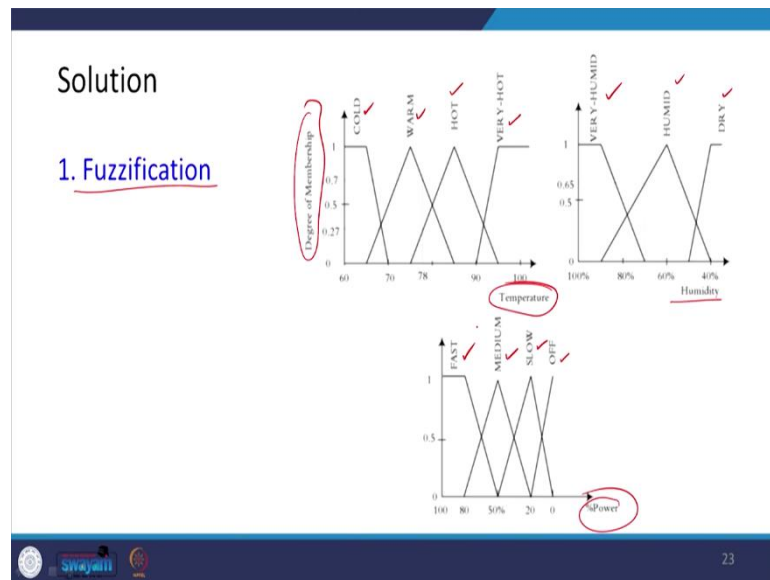 Solution
1. Fuzzification
Degree of Membership
COLD
WARM
HOT
VERY-HOT
1
0.7
0.5
0.27
0
60
70
78
90
100
Temperature
VERY-HUMID
HUMID
DRY
1
0.65
0.5
0
100%
80%
60%
40%
Humidity
FAST
MEDIUM
SLOW
OFF
1
0.5
0
100
80
50%
20
0
%Power
swayam
23